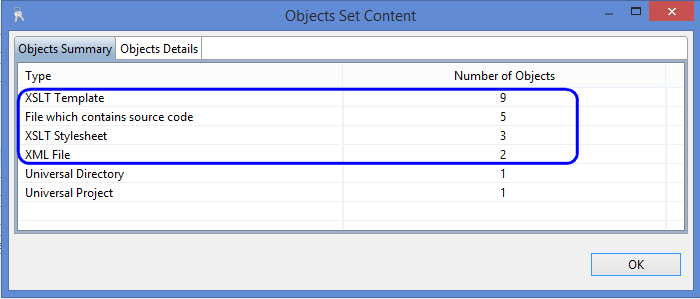 Objects Set Content
Objects Summary Objects Details
Type Number of Objects
XSLT Template 9
File which contains source code 5
XSLT Stylesheet 3
XML File 2
Universal Directory 1
Universal Project 1
OK